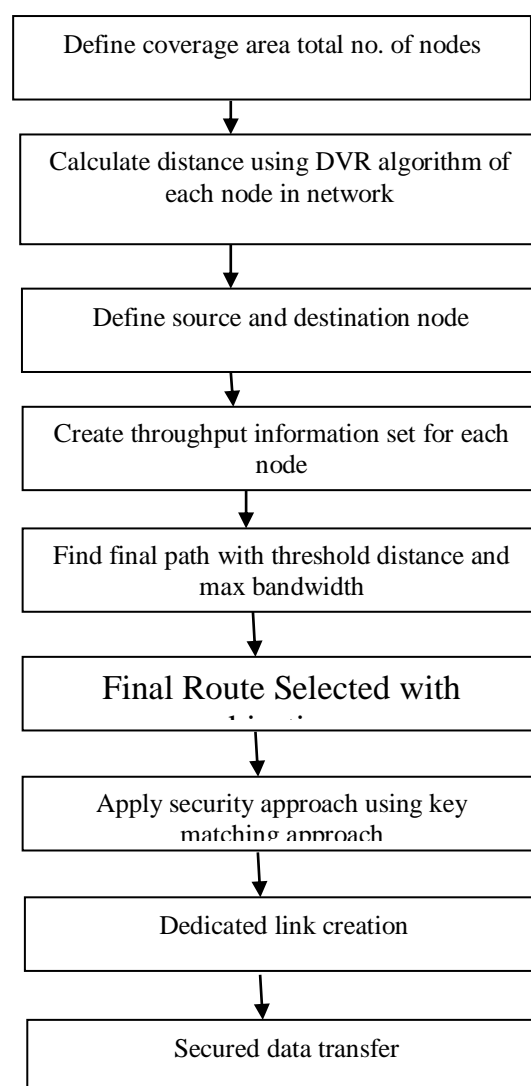 Define coverage area total no. of nodes
Calculate distance using DVR algorithm of
each node in network
Define source and destination node
Create throughput information set for each
node
Find final path with threshold distance and
max bandwidth
Final Route Selected with
Apply security approach using key
matching approach
Dedicated link creation
Secured data transfer